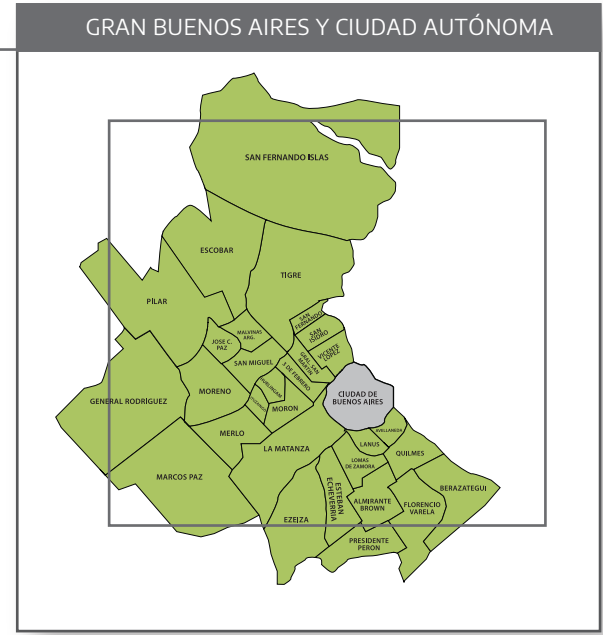 GRAN BUENOS AIRES Y CIUDAD AUTÓNOMA
SAN FERNANDO ISLAS
ESCOBAR
TIGRE
PILAR
SAN
FERNANDO
MALVINAS
ARG.
SAN
ISIDRO
JOSE C.
PAZ
VICENTE
LOPEZ
SAN MIGUEL
GRAL. SAN
MARTIN
3 DE FEBRERO
HURLINGAM
MORENO
ITUZAINGO
CIUDAD DE
BUENOS AIRES
GENERAL RODRÍGUEZ
MORON
MERLO
AVELLANEDA
LA MATANZA
LANUS
QUILMES
LOMAS
DE ZAMORA
MARCOS PAZ
ESTEBAN
ECHEVERRIA
BERAZATEGUI
ALMIRANTE
BROWN
FLORENCIO
VARELA
EZEIZA
PRESIDENTE
PERON